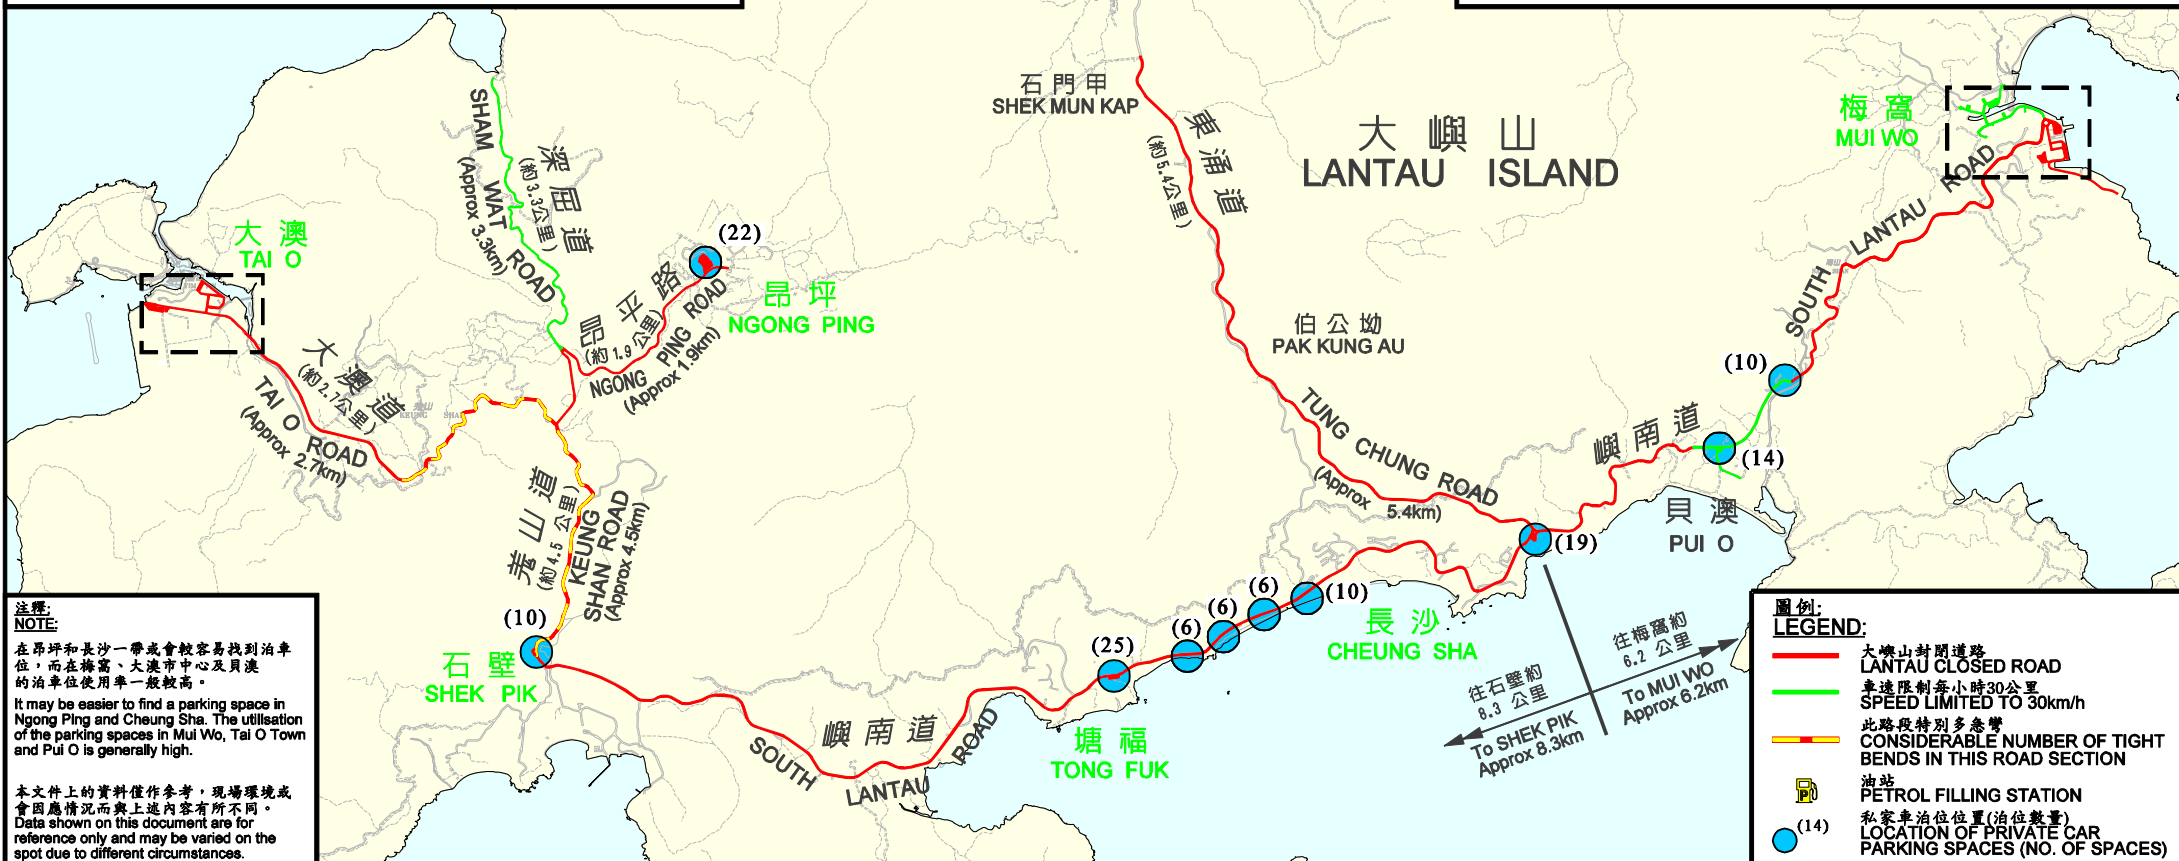 石門甲
SHEK MUN KAP
大嶼山
LANTAU ISLAND
梅窩
MUI WO
東涌道
(約5.4公里)
SHAM WAT ROAD
(Approx 3.3km)
深屈道
(約3.3公里)
大澳
TAI O
(22)
昂平路
(約1.9公里)
NGONG PING ROAD
(Approx 1.9km)
昂坪
NGONG PING
伯公坳
PAK KUNG AU
SOUTH LANTAU ROAD
大澳道
(約2.7公里)
TAI O ROAD
(Approx 2.7km)
羗山
KEUNG SHAN
(10)
TUNG CHUNG ROAD
(Approx 5.4km)
嶼南道
(14)
貝澳
PUI O
羗山道
(約4.5公里)
KEUNG
SHAN ROAD
(Approx 4.5km)
(19)
(10)
(6)
(6)
(6)
(25)
(10)
長沙
CHEUNG SHA
石壁
SHEK PIK
塘福
TONG FUK
嶼南道
SOUTH LANTAU ROAD
往石壁約
8.3 公里
To SHEK PIK
Approx 8.3km
往梅窩約
6.2 公里
To MUI WO
Approx 6.2km
注釋:
NOTE:
在昂坪和長沙一帶或會較容易找到泊車
位，而在梅窩、大澳市中心及貝澳
的泊車位使用率一般較高。
It may be easier to find a parking space in
Ngong Ping and Cheung Sha. The utilisation
of the parking spaces in Mui Wo, Tai O Town
and Pui O is generally high.
本文件上的資料僅作參考，現場環境或
會因應情況而與上述內容有所不同。
Data shown on this document are for
reference only and may be varied on the
spot due to different circumstances.
圖例:
LEGEND:
大嶼山封閉道路
LANTAU CLOSED ROAD
車速限制每小時30公里
SPEED LIMITED TO 30km/h
此路段特別多急彎
CONSIDERABLE NUMBER OF TIGHT
BENDS IN THIS ROAD SECTION
油站
PETROL FILLING STATION
(14)
私家車泊位位置(泊位數量)
LOCATION OF PRIVATE CAR
PARKING SPACES (NO. OF SPACES)